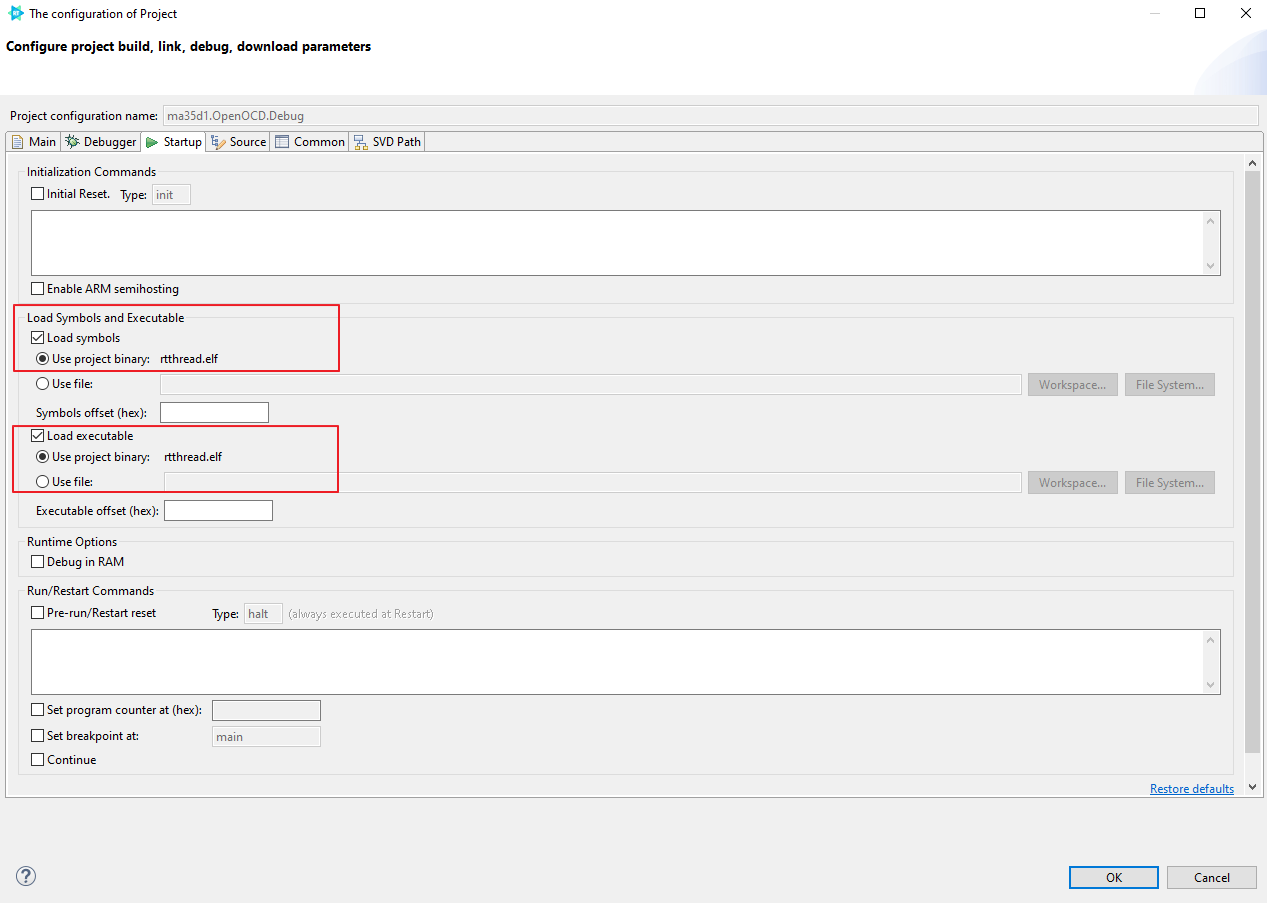 The configuration of Project
Configure project build, link, debug, download parameters
Project configuration name: ma35d1.OpenOCD.Debug
Main Debugger Startup Source Common SVD Path
Initialization Commands
Initial Reset. Type: init
Enable ARM semihosting
Load Symbols and Executable
Load symbols
Use project binary: rtthread.elf
Use file: Workspace... File System...
Symbols offset (hex):
Load executable
Use project binary: rtthread.elf
Use file: Workspace... File System...
Executable offset (hex):
Runtime Options
Debug in RAM
Run/Restart Commands
Pre-run/Restart reset Type: halt (always executed at Restart)
Set program counter at (hex):
Set breakpoint at: main
Continue
Restore defaults
?
OK Cancel